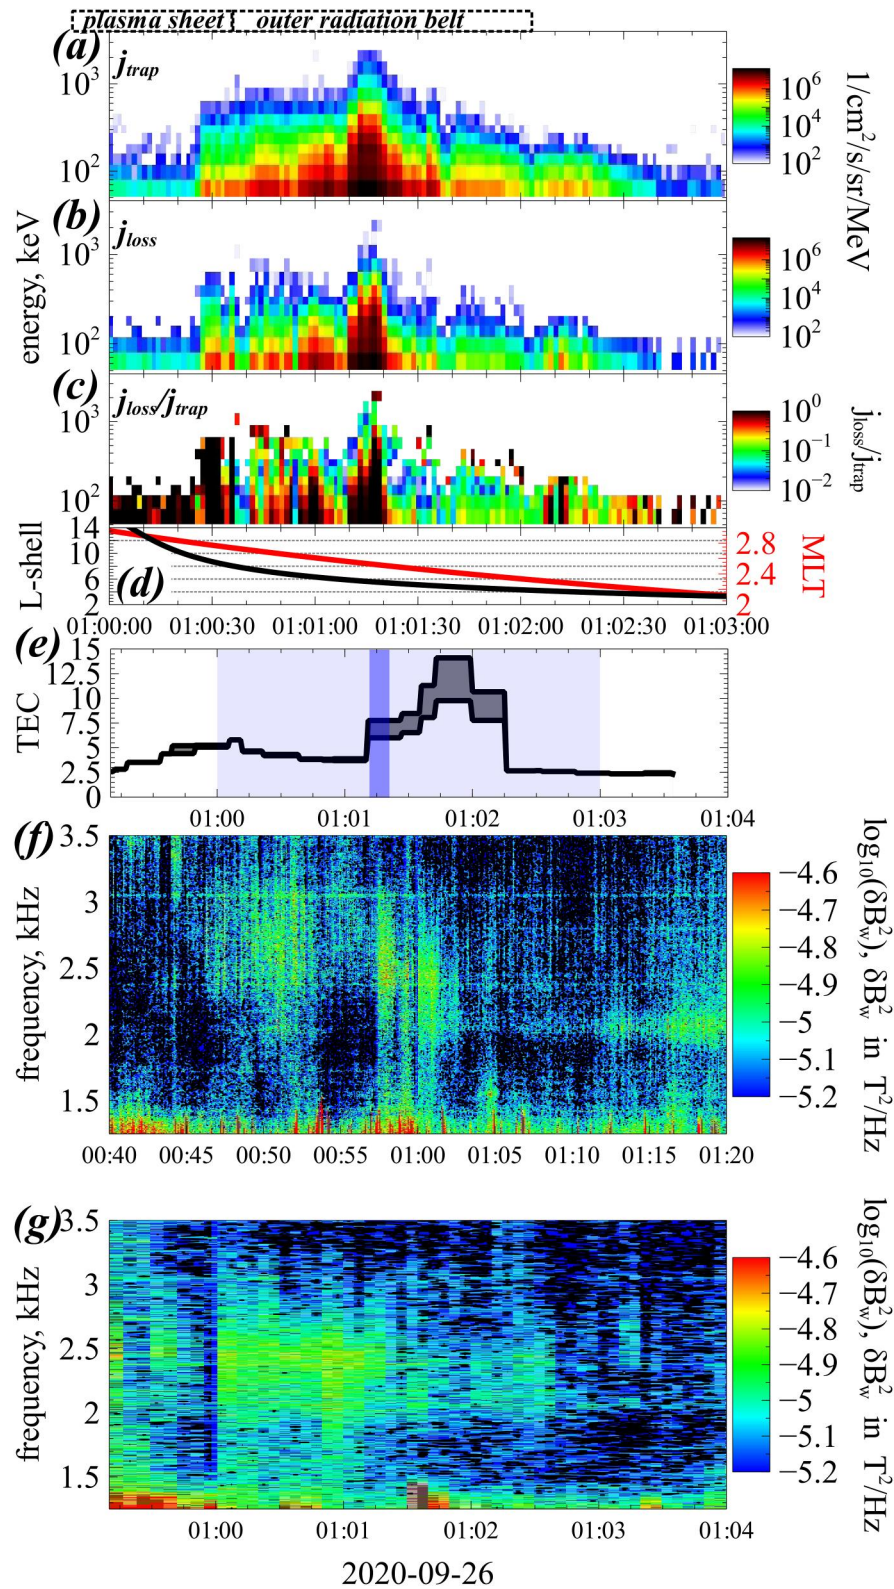 plasma sheet outer radiation belt
(a) j_trap
10^3
10^2
10^6
10^4
10^2
1/cm^2/s/sr/MeV
(b) j_loss
10^3
10^2
energy, keV
10^6
10^4
10^2
(c) j_loss/j_trap
10^3
10^2
10^0
10^-1
10^-2
j_loss/j_trap
14
10
6
2
L-shell
(d)
2.8
2.4
2
MLT
01:00:00 01:00:30 01:01:00 01:01:30 01:02:00 01:02:30 01:03:00
(e)
15
12.5
10
7.5
5
2.5
0
TEC
01:00 01:01 01:02 01:03 01:04
(f)
3.5
3
2.5
2
1.5
frequency, kHz
00:40 00:45 00:50 00:55 01:00 01:05 01:10 01:15 01:20
−4.6
−4.7
−4.8
−4.9
−5
−5.1
−5.2
log_10(δB_w^2), δB_w^2 in T^2/Hz
(g)
3.5
3
2.5
2
1.5
frequency, kHz
−4.6
−4.7
−4.8
−4.9
−5
−5.1
−5.2
log_10(δB_w^2), δB_w^2 in T^2/Hz
01:00 01:01 01:02 01:03 01:04
2020-09-26